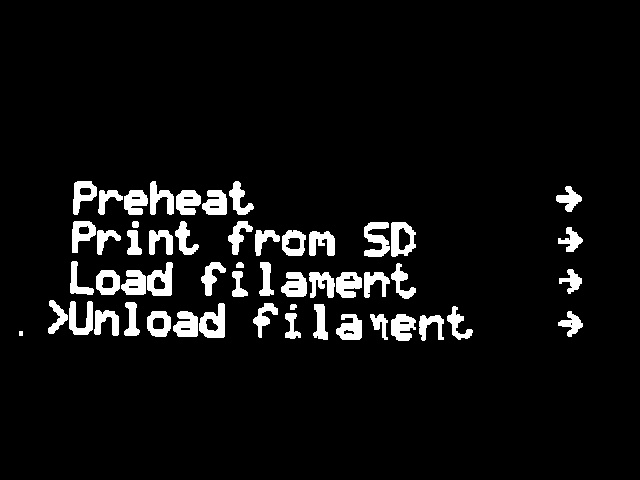 Preheat →
Print from SD →
Load filament →
>Unload filament →